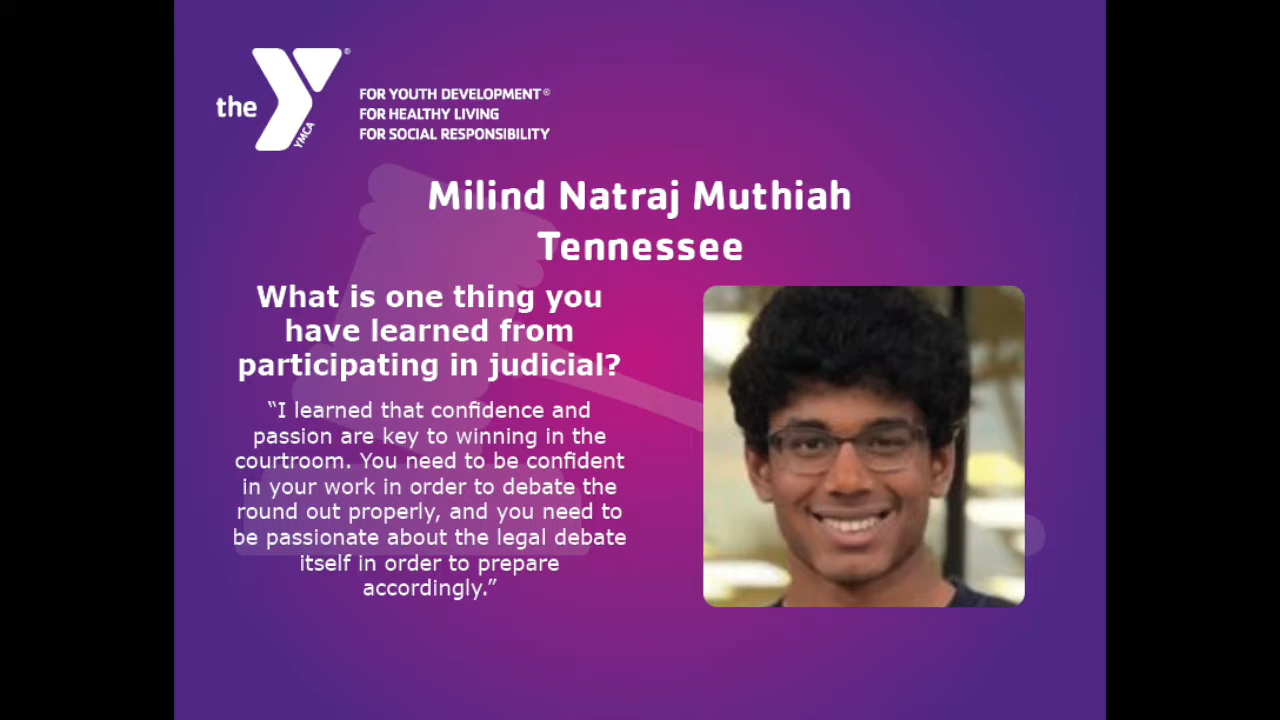 the
YMCA
®
FOR YOUTH DEVELOPMENT®
FOR HEALTHY LIVING
FOR SOCIAL RESPONSIBILITY
Milind Natraj Muthiah
Tennessee
What is one thing you
have learned from
participating in judicial?
“I learned that confidence and
passion are key to winning in the
courtroom. You need to be confident
in your work in order to debate the
round out properly, and you need to
be passionate about the legal debate
itself in order to prepare
accordingly.”